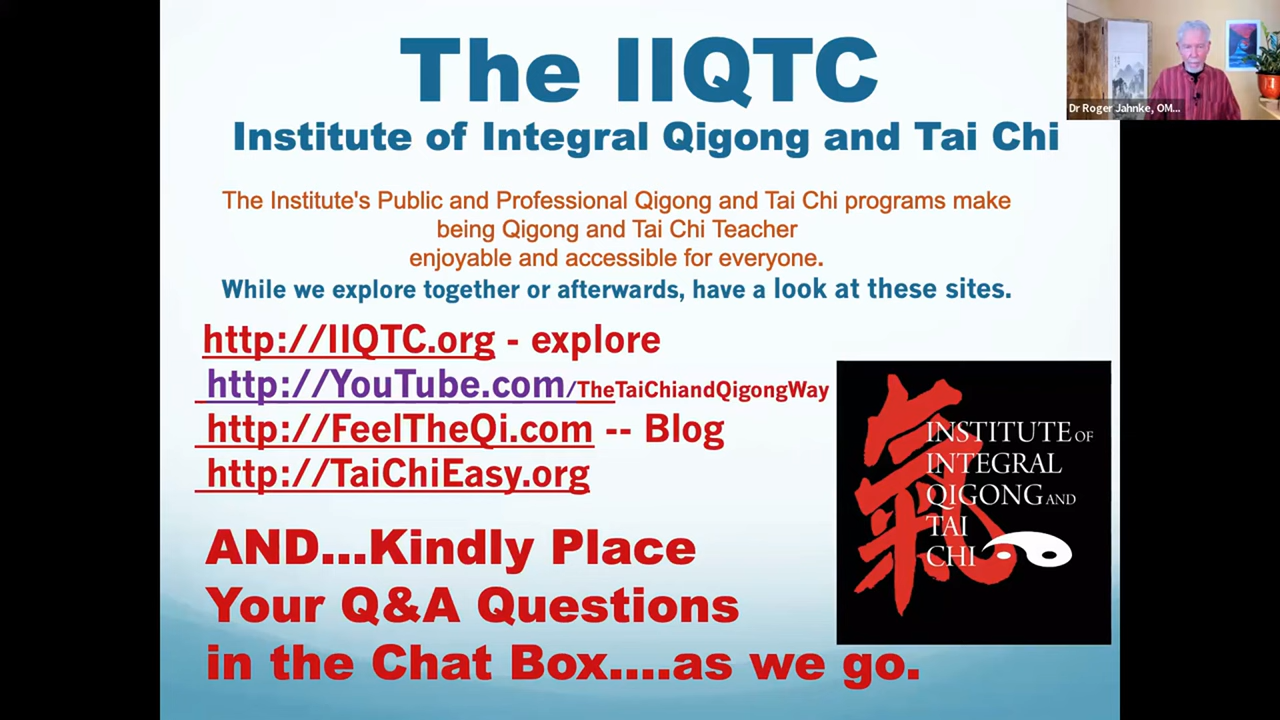 The IIQTC
Institute of Integral Qigong and Tai Chi
The Institute's Public and Professional Qigong and Tai Chi programs make
being Qigong and Tai Chi Teacher
enjoyable and accessible for everyone.
While we explore together or afterwards, have a look at these sites.
http://IIQTC.org - explore
http://YouTube.com/TheTaiChiandQigongWay
http://FeelTheQi.com -- Blog
http://TaiChiEasy.org
AND...Kindly Place
Your Q&A Questions
in the Chat Box....as we go.
氣
INSTITUTE OF
INTEGRAL
QIGONG AND
TAI
CHI
Dr Roger Jahnke, OM...